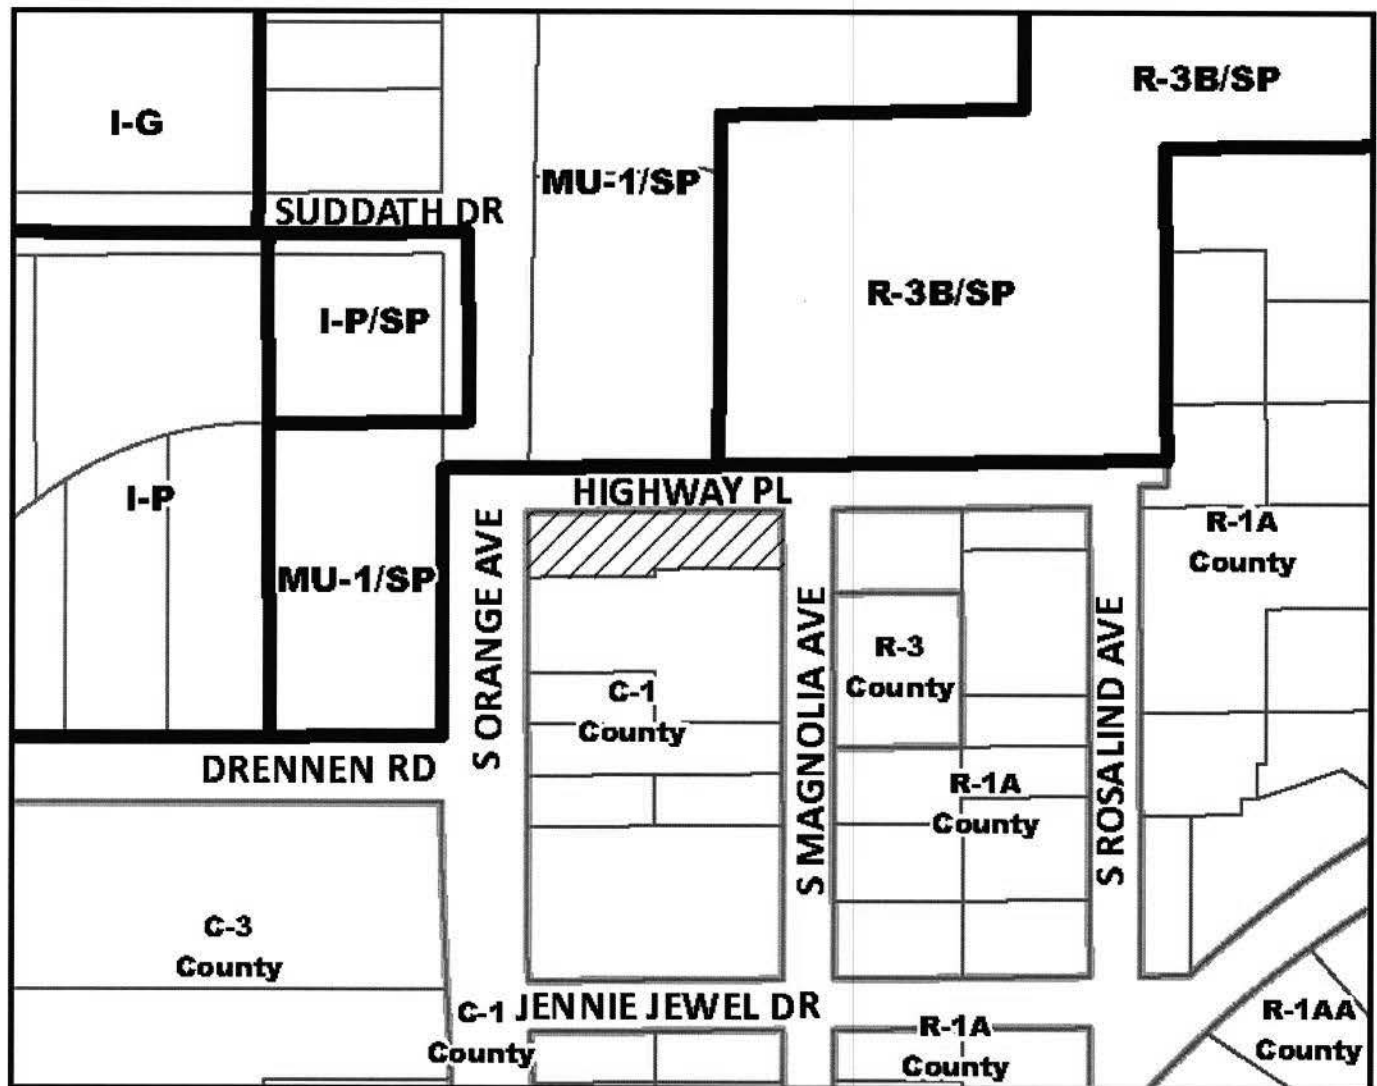 R-3B/SP
I-G
MU-1/SP
SUDDATH DR
R-3B/SP
I-P/SP
HIGHWAY PL
I-P
R-1A
County
MU-1/SP
S ORANGE AVE
S MAGNOLIA AVE
S ROSALIND AVE
R-3
County
C-1
County
DRENNEN RD
R-1A
County
C-3
County
C-1
County
JENNIE JEWEL DR
R-1A
County
R-1AA
County